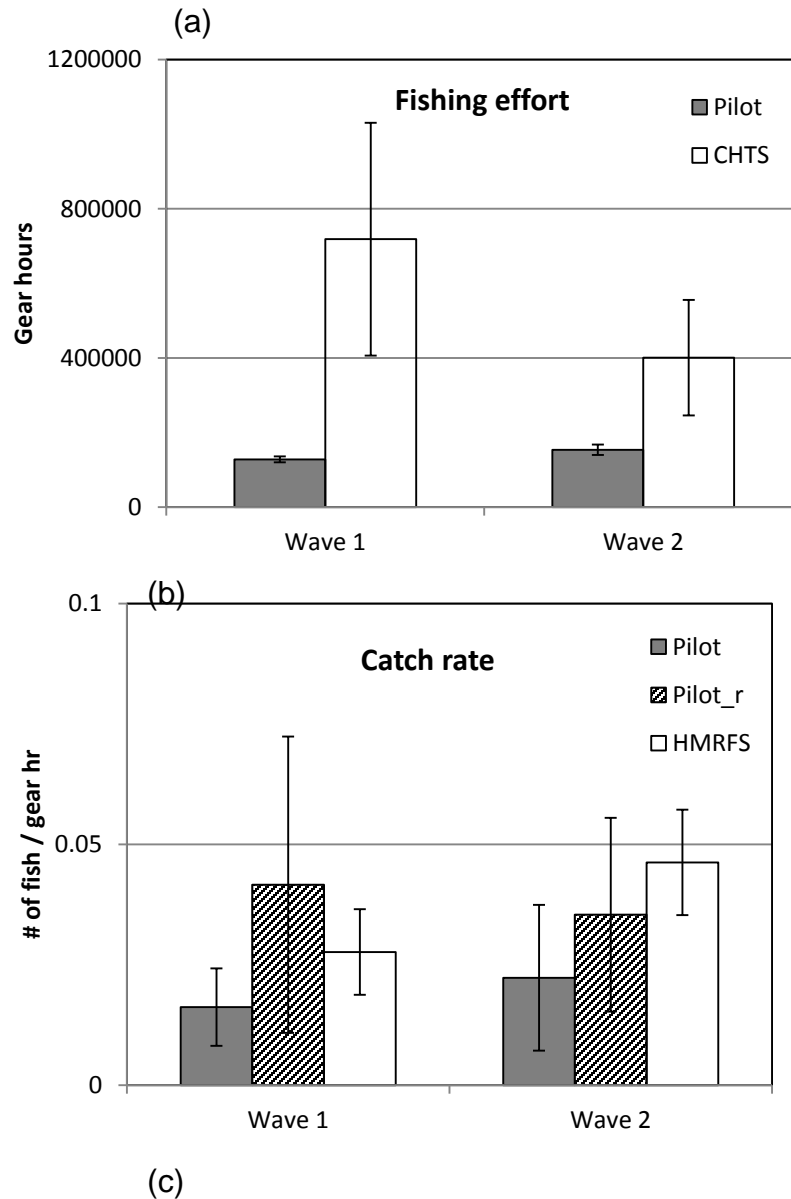 (a)
1200000
Fishing effort
Pilot
CHTS
800000
Gear hours
400000
0
Wave 1
Wave 2
(b)
0.1
Catch rate
Pilot
Pilot_r
HMRFS
# of fish / gear hr
0.05
0
Wave 1
Wave 2
(c)